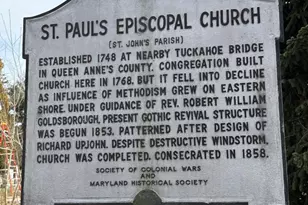 ST. PAUL'S EPISCOPAL CHURCH
(ST. JOHN'S PARISH)
ESTABLISHED 1748 AT NEARBY TUCKAHOE BRIDGE
IN QUEEN ANNE'S COUNTY. CONGREGATION BUILT
CHURCH HERE IN 1768. BUT IT FELL INTO DECLINE
AS INFLUENCE OF METHODISM GREW ON EASTERN
SHORE. UNDER GUIDANCE OF REV. ROBERT WILLIAM
GOLDSBOROUGH, PRESENT GOTHIC REVIVAL STRUCTURE
WAS BEGUN 1853. PATTERNED AFTER DESIGN OF
RICHARD UPJOHN. DESPITE DESTRUCTIVE WINDSTORM,
CHURCH WAS COMPLETED. CONSECRATED IN 1858.
SOCIETY OF COLONIAL WARS
AND
MARYLAND HISTORICAL SOCIETY